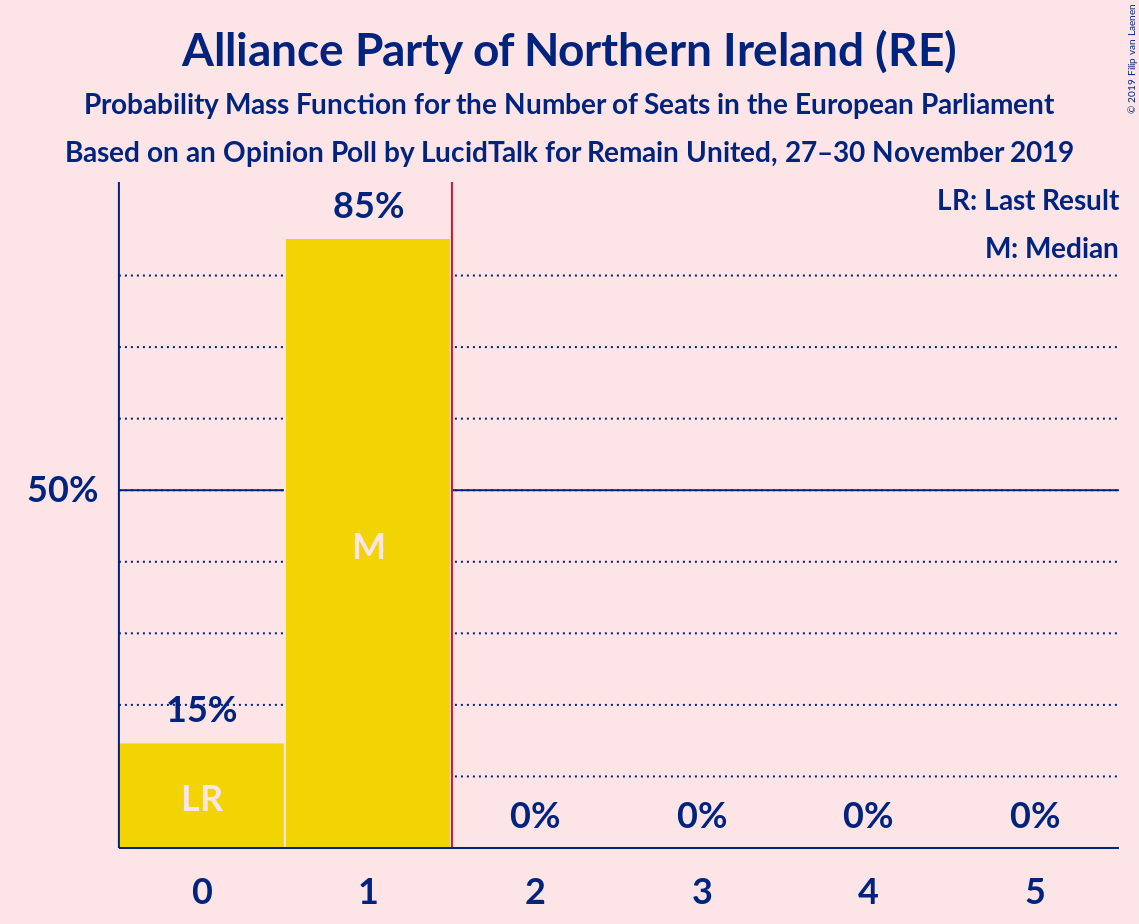 Alliance Party of Northern Ireland (RE)
Probability Mass Function for the Number of Seats in the European Parliament
Based on an Opinion Poll by LucidTalk for Remain United, 27–30 November 2019
© 2019 Filip van Laenen
LR: Last Result
M: Median
85%
50%
M
15%
LR
0% 0% 0% 0%
0 1 2 3 4 5